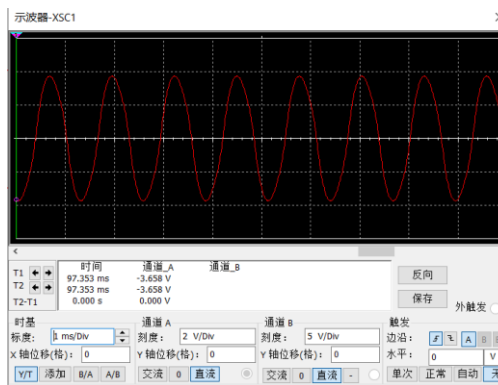 示波器-XSC1
时间 通道_A 通道_B
T1 97.353 ms -3.658 V
T2 97.353 ms -3.658 V
T2-T1 0.000 s 0.000 V
反向
保存
外触发
时基 通道 A 通道 B 触发
标度: 1 ms/Div 刻度: 2 V/Div 刻度: 5 V/Div 边沿: A B
X 轴位移(格): 0 Y 轴位移(格): 0 Y 轴位移(格): 0 水平: 0 V
Y/T 添加 B/A A/B 交流 0 直流 交流 0 直流 - 单次 正常 自动